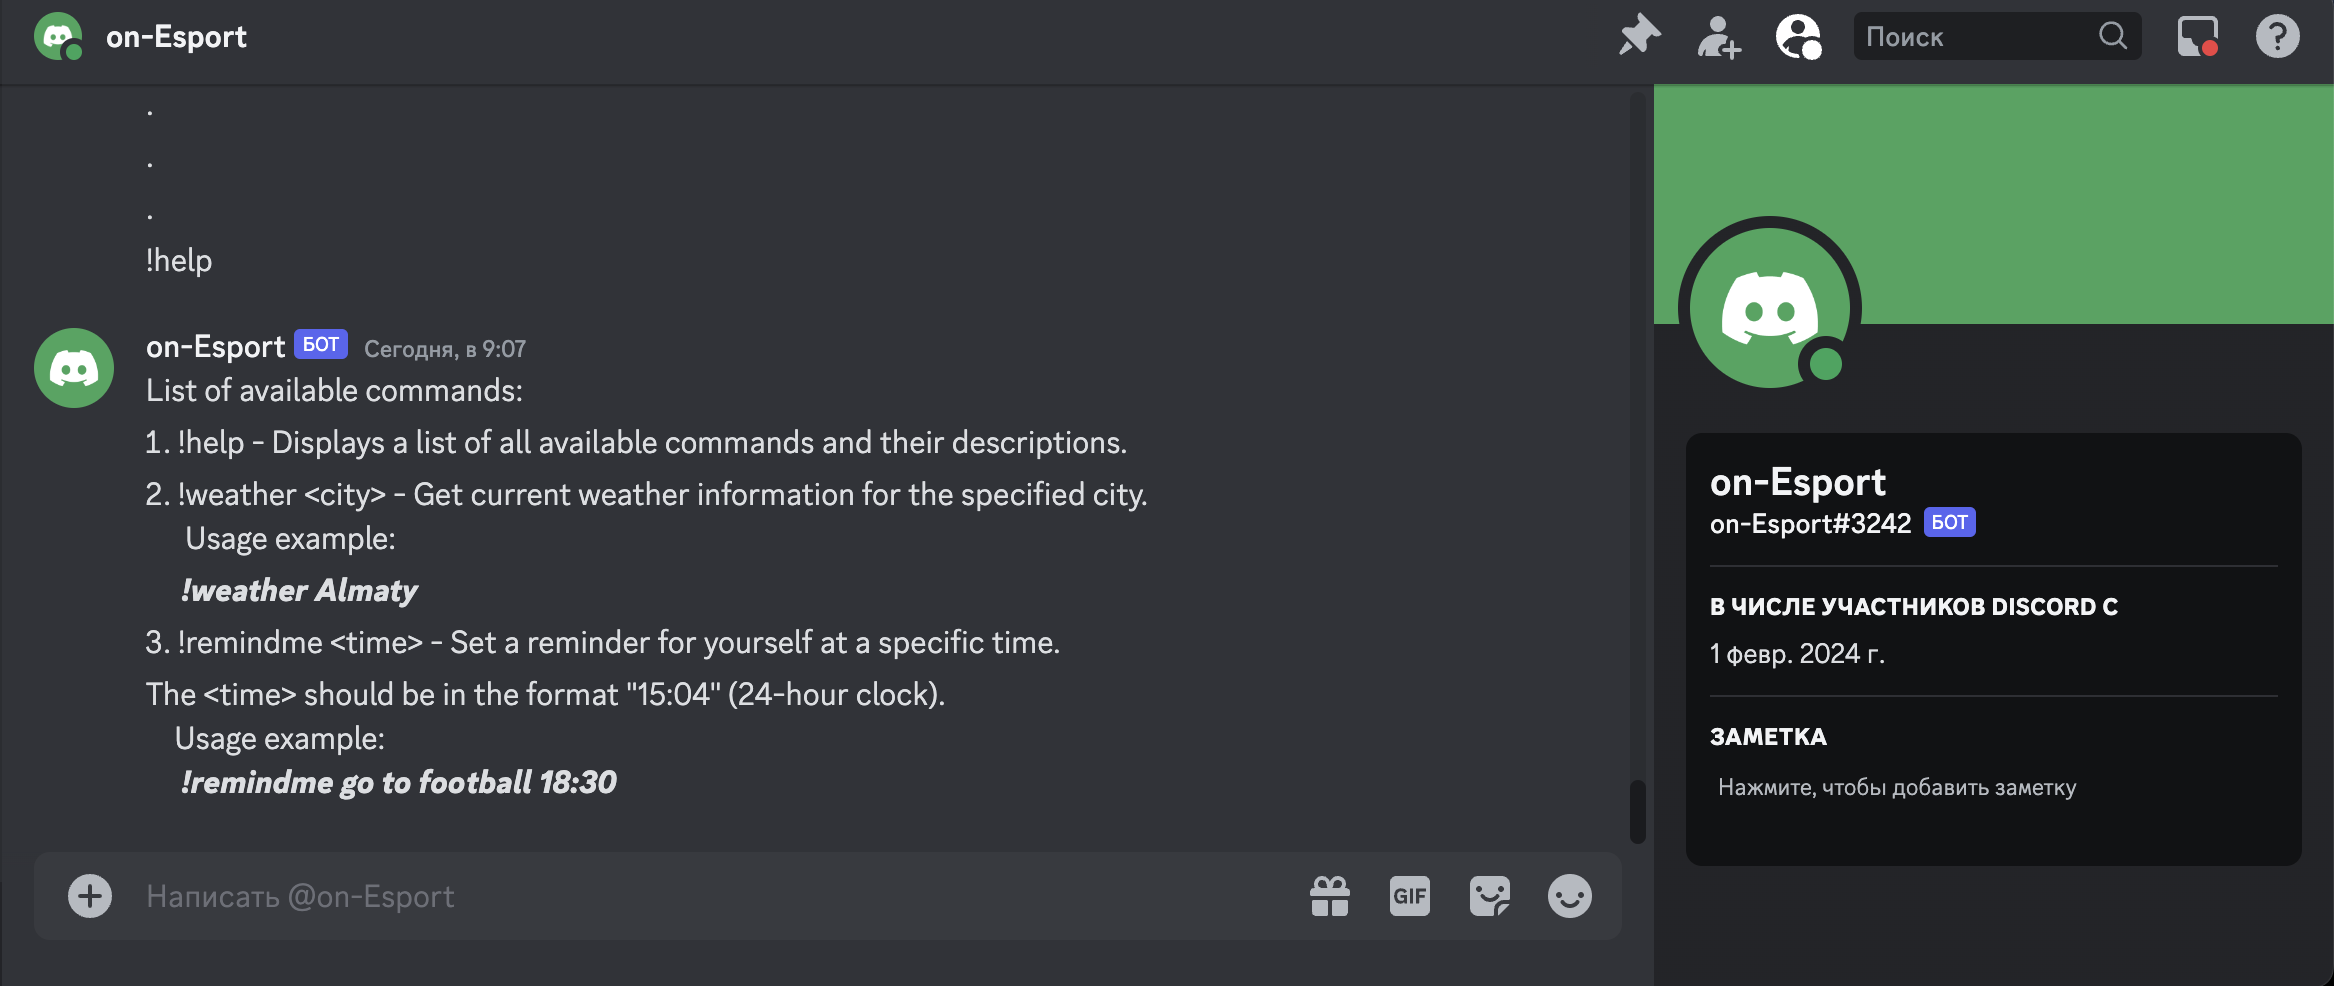 on-Esport
Поиск
.
.
.
!help
on-Esport БОТ Сегодня, в 9:07
List of available commands:
1. !help - Displays a list of all available commands and their descriptions.
2. !weather <city> - Get current weather information for the specified city.
Usage example:
!weather Almaty
3. !remindme <time> - Set a reminder for yourself at a specific time.
The <time> should be in the format "15:04" (24-hour clock).
Usage example:
!remindme go to football 18:30
Написать @on-Esport
GIF
on-Esport
on-Esport#3242 БОТ
В ЧИСЛЕ УЧАСТНИКОВ DISCORD С
1 февр. 2024 г.
ЗАМЕТКА
Нажмите, чтобы добавить заметку